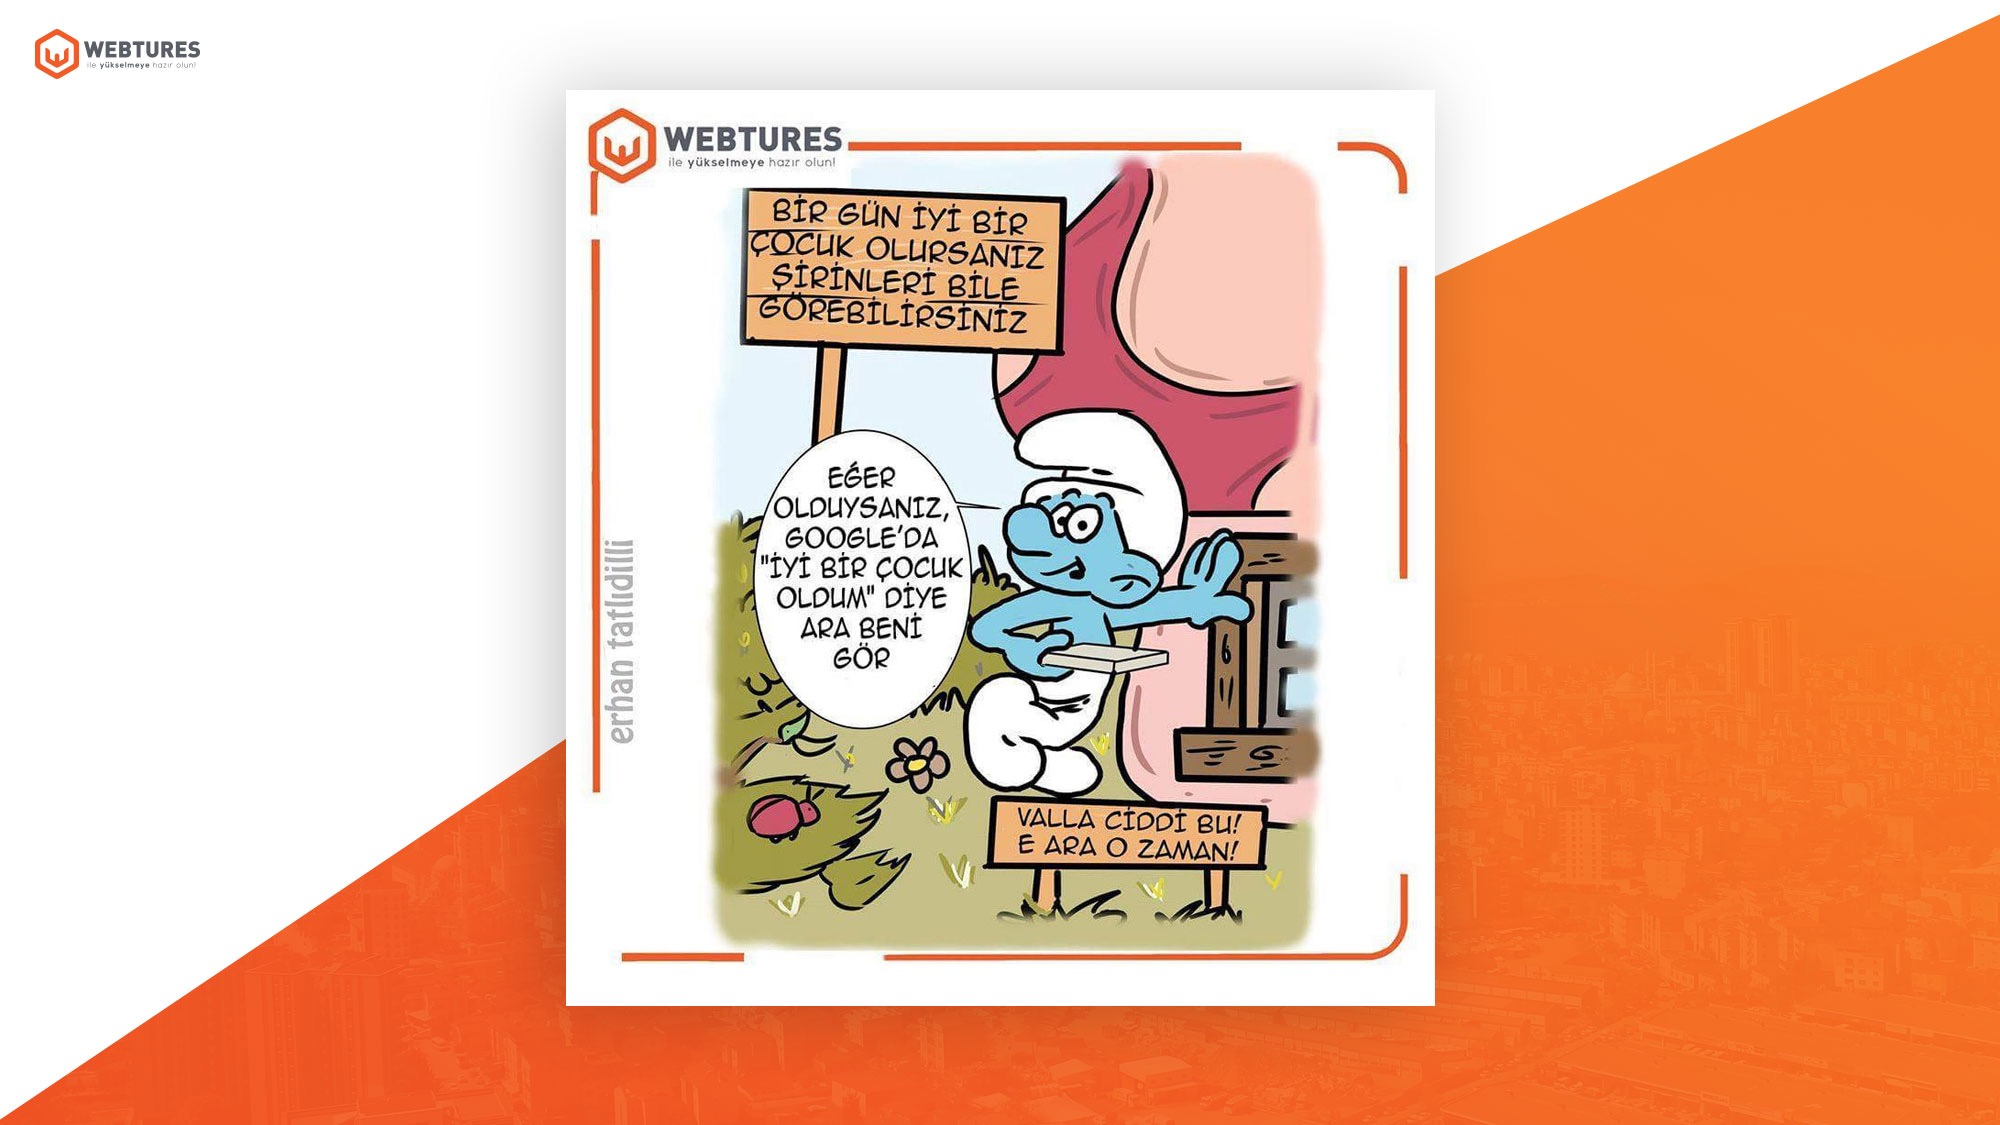 WEBTURES
ile yükselmeye hazır olun!
WEBTURES
ile yükselmeye hazır olun!
BİR GÜN İYİ BİR
ÇOCUK OLURSANIZ
ŞİRİNLERİ BİLE
GÖREBİLİRSİNİZ
EĞER
OLDUYSANIZ,
GOOGLE'DA
"İYİ BİR ÇOCUK
OLDUM" DİYE
ARA BENİ
GÖR
erhan tatlıdilli
VALLA CİDDİ BU!
E ARA O ZAMAN!